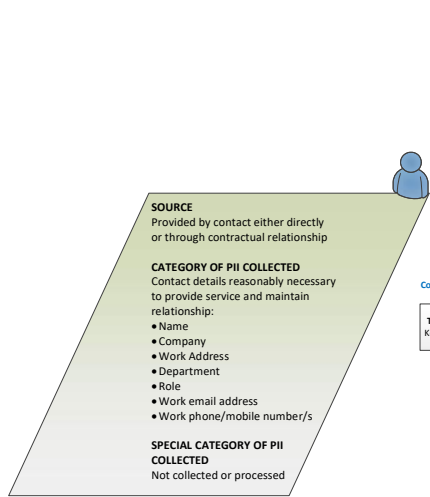 SOURCE
Provided by contact either directly
or through contractual relationship
CATEGORY OF PII COLLECTED
Contact details reasonably necessary
to provide service and maintain
relationship:
• Name
• Company
• Work Address
• Department
• Role
• Work email address
• Work phone/mobile number/s
SPECIAL CATEGORY OF PII
COLLECTED
Not collected or processed